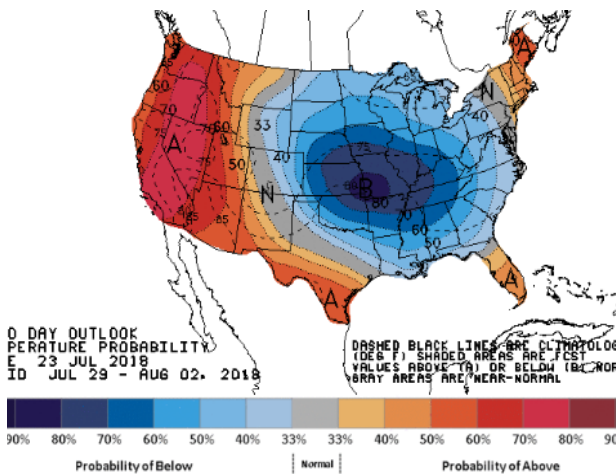 A
N
A
60
70
75
A
60
50
33
40
N
75
B
80
70
60
50
N
40
A
A
85
85
D DAY OUTLOOK
PERATURE PROBABILITY
E 23 JUL 2018
ID JUL 29 - AUG 02, 2018
DASHED BLACK LINES ARE CLIMATOLOG
(DEG F) SHADED AREAS ARE FCST
VALUES ABOVE (A) OR BELOW (B) NOR
GRAY AREAS ARE NEAR-NORMAL
90% 80% 70% 60% 50% 40% 33% 33% 40% 50% 60% 70% 80% 90
Probability of Below Normal Probability of Above